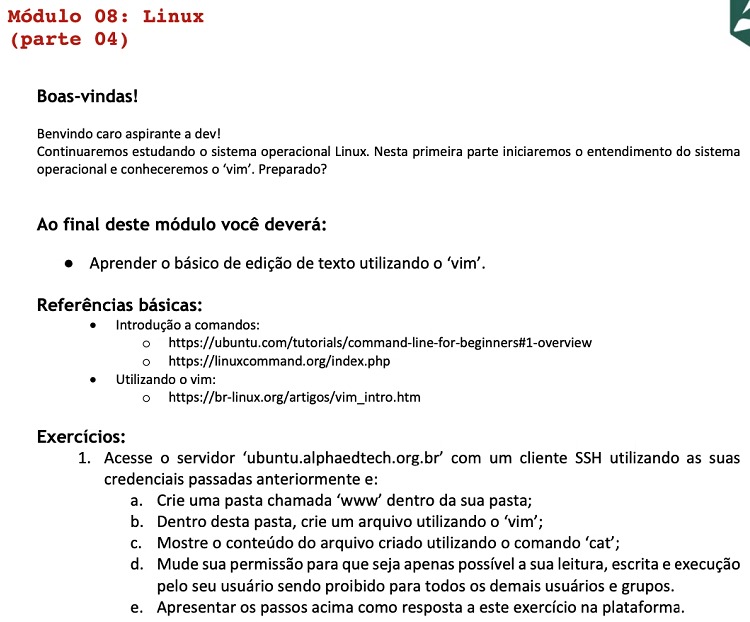 Módulo 08: Linux
(parte 04)
Boas-vindas!
Benvindo caro aspirante a dev!
Continuaremos estudando o sistema operacional Linux. Nesta primeira parte iniciaremos o entendimento do sistema
operacional e conheceremos o ‘vim’. Preparado?
Ao final deste módulo você deverá:
● Aprender o básico de edição de texto utilizando o ‘vim’.
Referências básicas:
• Introdução a comandos:
o https://ubuntu.com/tutorials/command-line-for-beginners#1-overview
o https://linuxcommand.org/index.php
• Utilizando o vim:
o https://br-linux.org/artigos/vim_intro.htm
Exercícios:
1. Acesse o servidor ‘ubuntu.alphaedtech.org.br’ com um cliente SSH utilizando as suas
credenciais passadas anteriormente e:
a. Crie uma pasta chamada ‘www’ dentro da sua pasta;
b. Dentro desta pasta, crie um arquivo utilizando o ‘vim’;
c. Mostre o conteúdo do arquivo criado utilizando o comando ‘cat’;
d. Mude sua permissão para que seja apenas possível a sua leitura, escrita e execução
pelo seu usuário sendo proibido para todos os demais usuários e grupos.
e. Apresentar os passos acima como resposta a este exercício na plataforma.